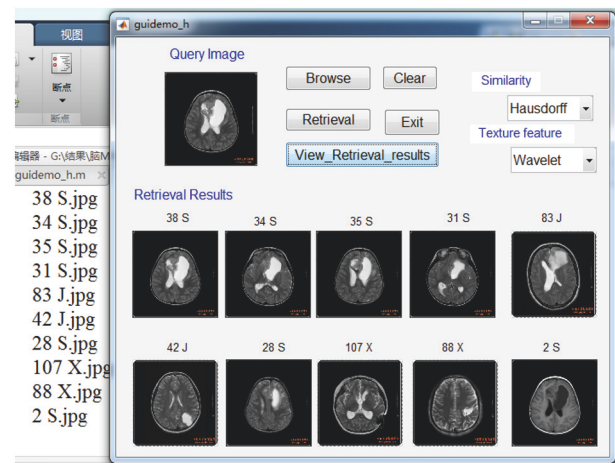 视图
断点
断点
编辑器 - G:\结果\脑M
guidemo_h.m
38 S.jpg
34 S.jpg
35 S.jpg
31 S.jpg
83 J.jpg
42 J.jpg
28 S.jpg
107 X.jpg
88 X.jpg
2 S.jpg
guidemo_h
Query Image
Browse
Clear
Similarity
Hausdorff
Retrieval
Exit
Texture feature
View_Retrieval_results
Wavelet
Retrieval Results
38 S
34 S
35 S
31 S
83 J
42 J
28 S
107 X
88 X
2 S